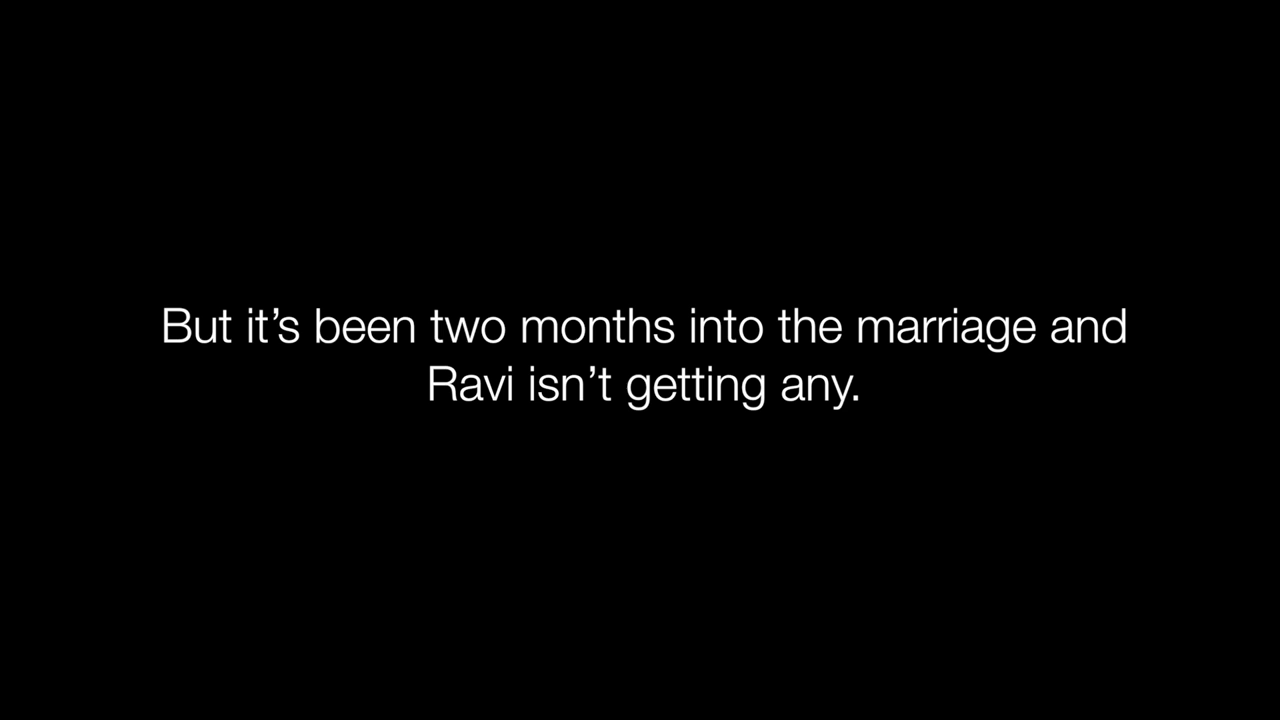 But it’s been two months into the marriage and
Ravi isn’t getting any.